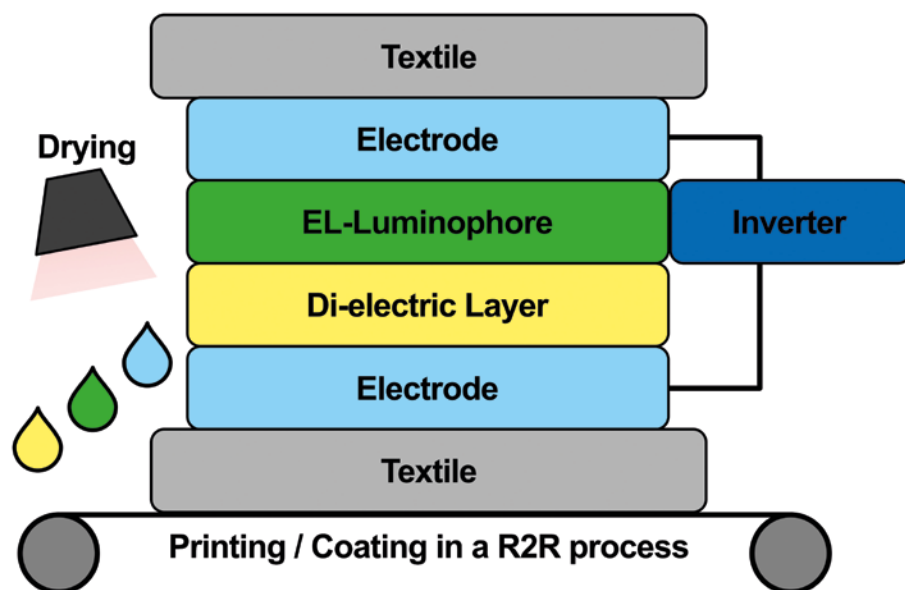 Textile
Drying
Electrode
EL-Luminophore
Inverter
Di-electric Layer
Electrode
Textile
Printing / Coating in a R2R process